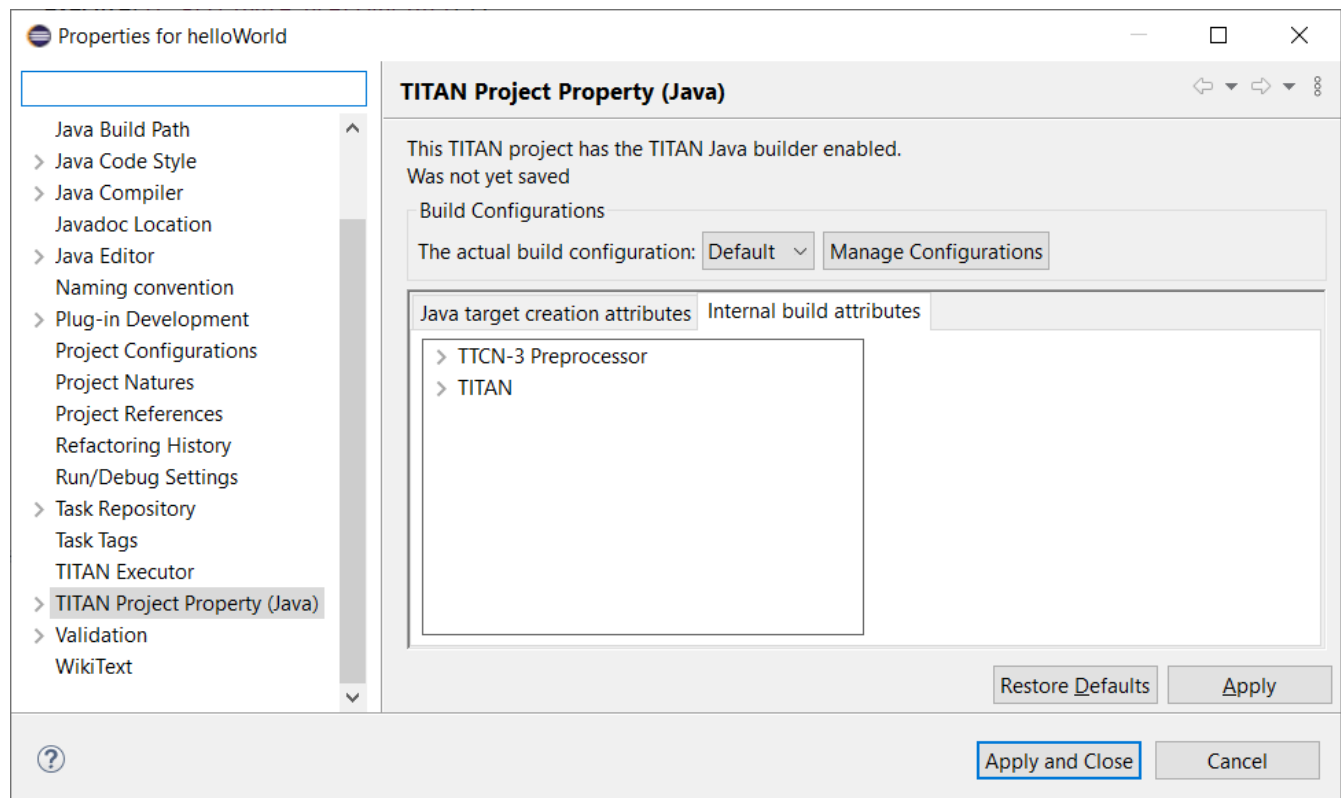 Properties for helloWorld
TITAN Project Property (Java)
Java Build Path
Java Code Style
Java Compiler
Javadoc Location
Java Editor
Naming convention
Plug-in Development
Project Configurations
Project Natures
Project References
Refactoring History
Run/Debug Settings
Task Repository
Task Tags
TITAN Executor
TITAN Project Property (Java)
Validation
WikiText
This TITAN project has the TITAN Java builder enabled.
Was not yet saved
Build Configurations
The actual build configuration: Default Manage Configurations
Java target creation attributes Internal build attributes
TTCN-3 Preprocessor
TITAN
Restore Defaults Apply
? Apply and Close Cancel